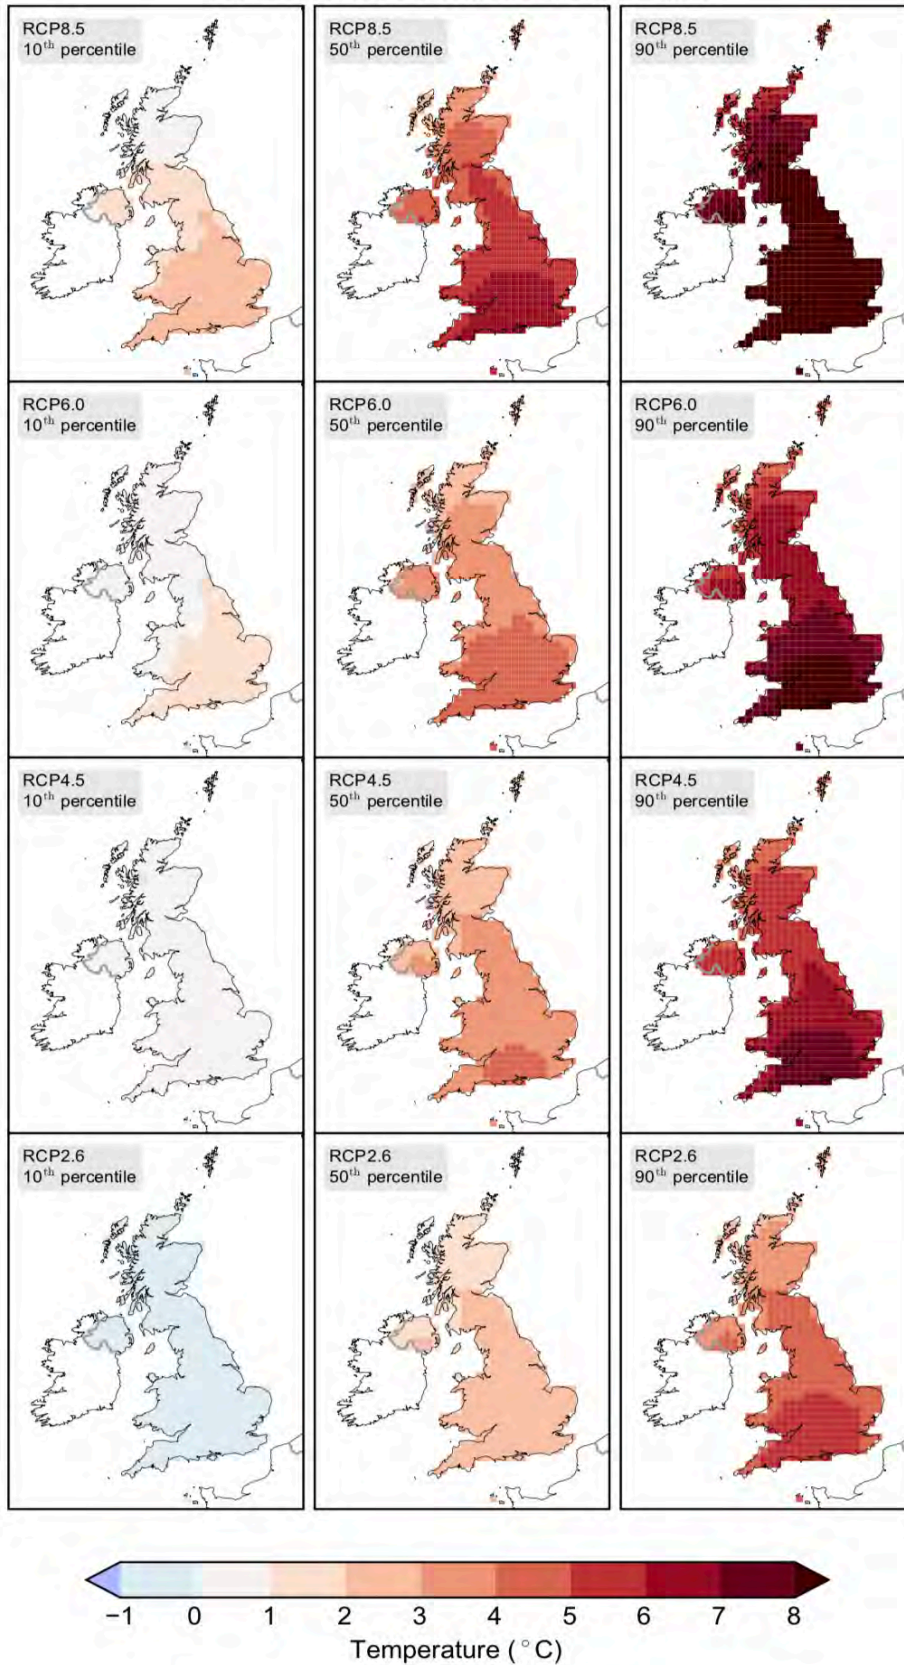 RCP8.5
10th percentile
RCP8.5
50th percentile
RCP8.5
90th percentile
RCP6.0
10th percentile
RCP6.0
50th percentile
RCP6.0
90th percentile
RCP4.5
10th percentile
RCP4.5
50th percentile
RCP4.5
90th percentile
RCP2.6
10th percentile
RCP2.6
50th percentile
RCP2.6
90th percentile
−1 0 1 2 3 4 5 6 7 8
Temperature (°C)